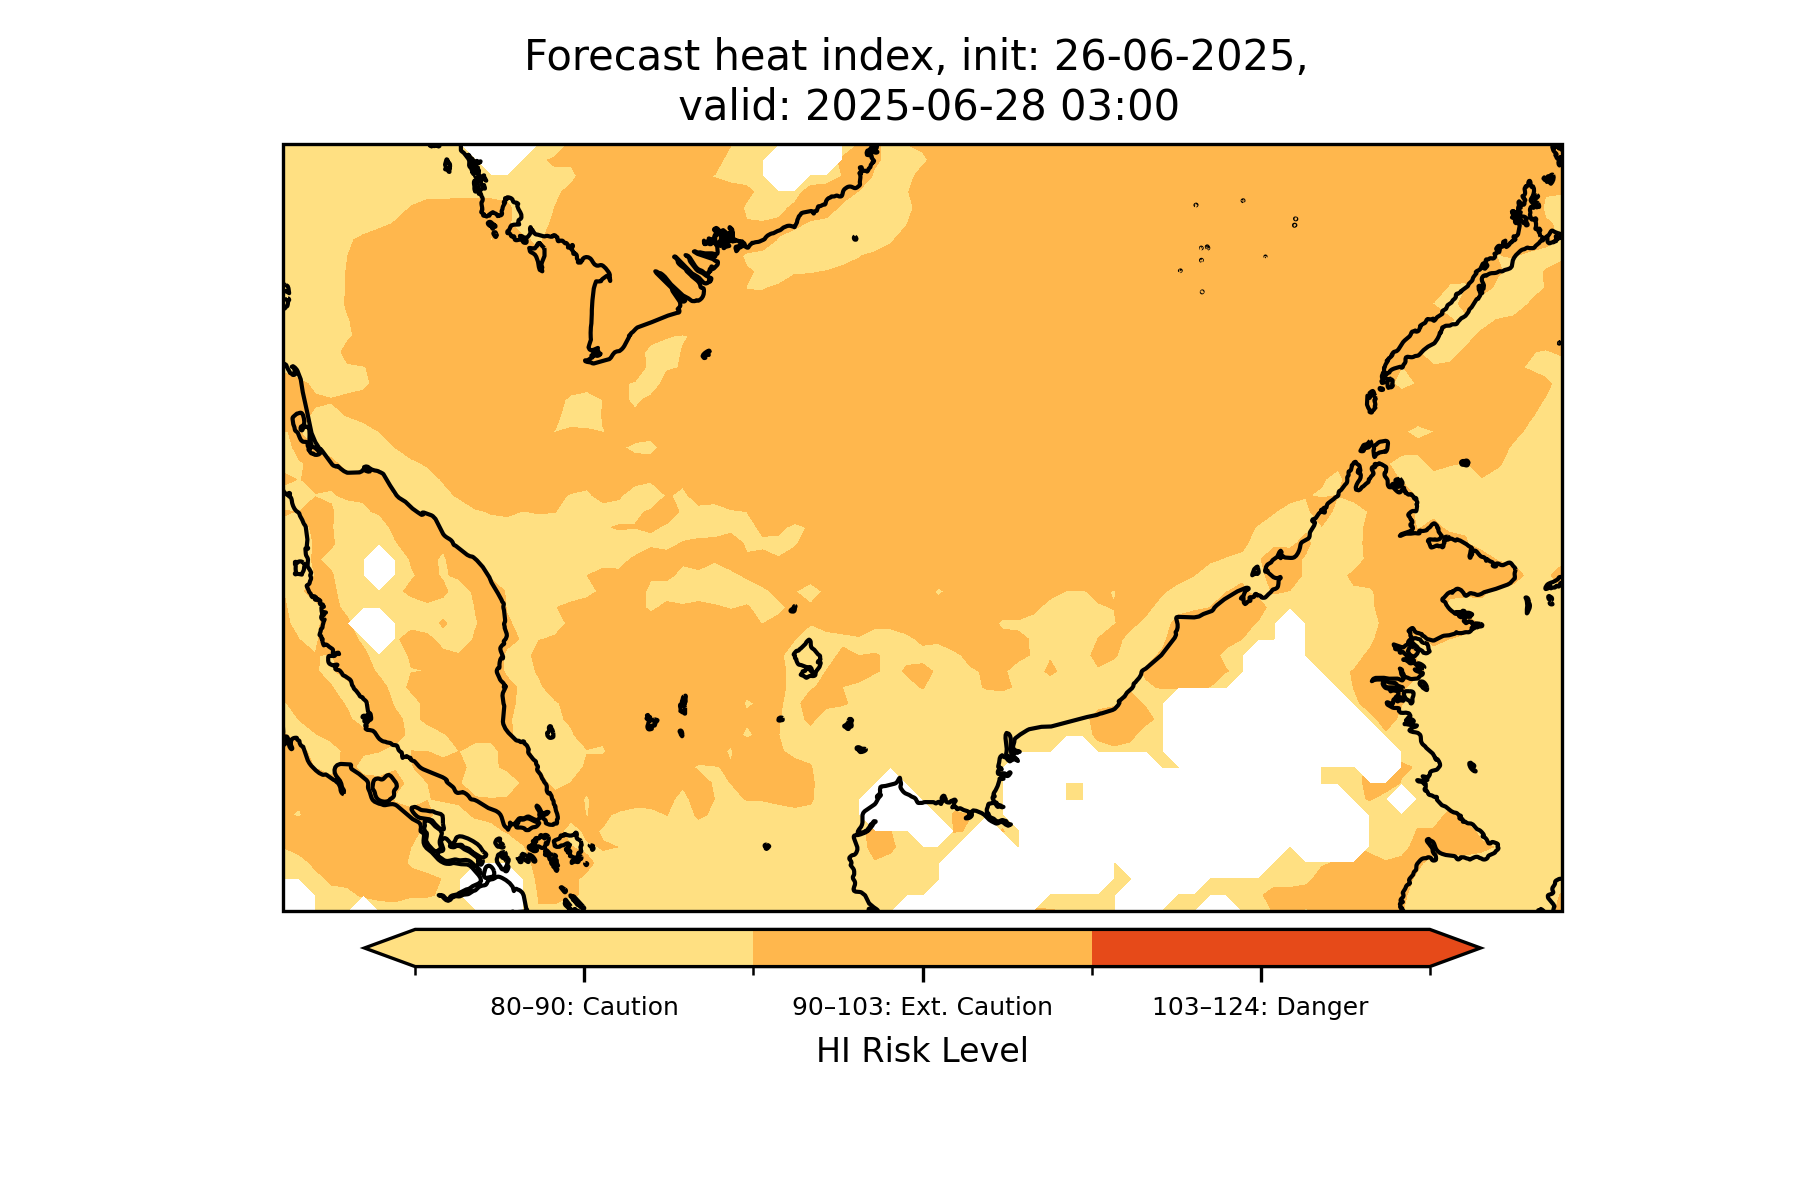 Forecast heat index, init: 26-06-2025,
valid: 2025-06-28 03:00
80–90: Caution
90–103: Ext. Caution
103–124: Danger
HI Risk Level